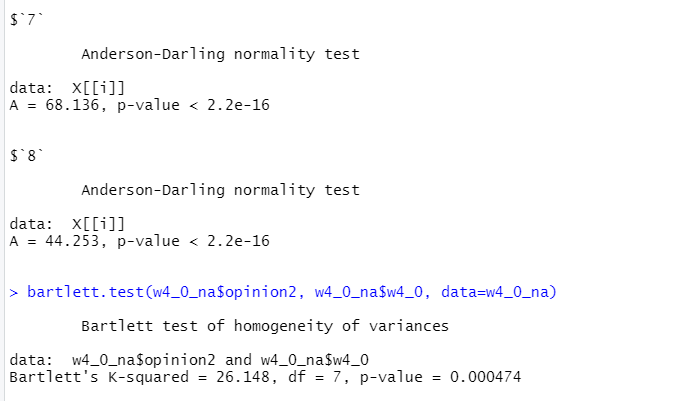 $`7`
Anderson-Darling normality test
data:  X[[i]]
A = 68.136, p-value < 2.2e-16
$`8`
Anderson-Darling normality test
data:  X[[i]]
A = 44.253, p-value < 2.2e-16
> bartlett.test(w4_0_na$opinion2, w4_0_na$w4_0, data=w4_0_na)
Bartlett test of homogeneity of variances
data:  w4_0_na$opinion2 and w4_0_na$w4_0
Bartlett's K-squared = 26.148, df = 7, p-value = 0.000474